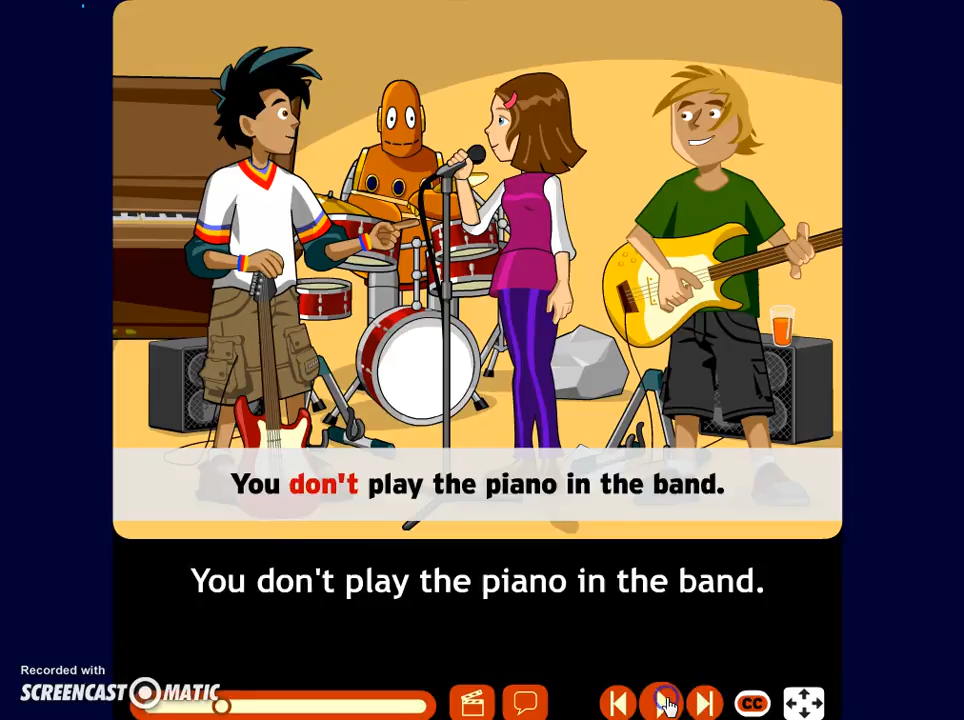 You don't play the piano in the band.
You don't play the piano in the band.
Recorded with
SCREENCAST MATIC
CC